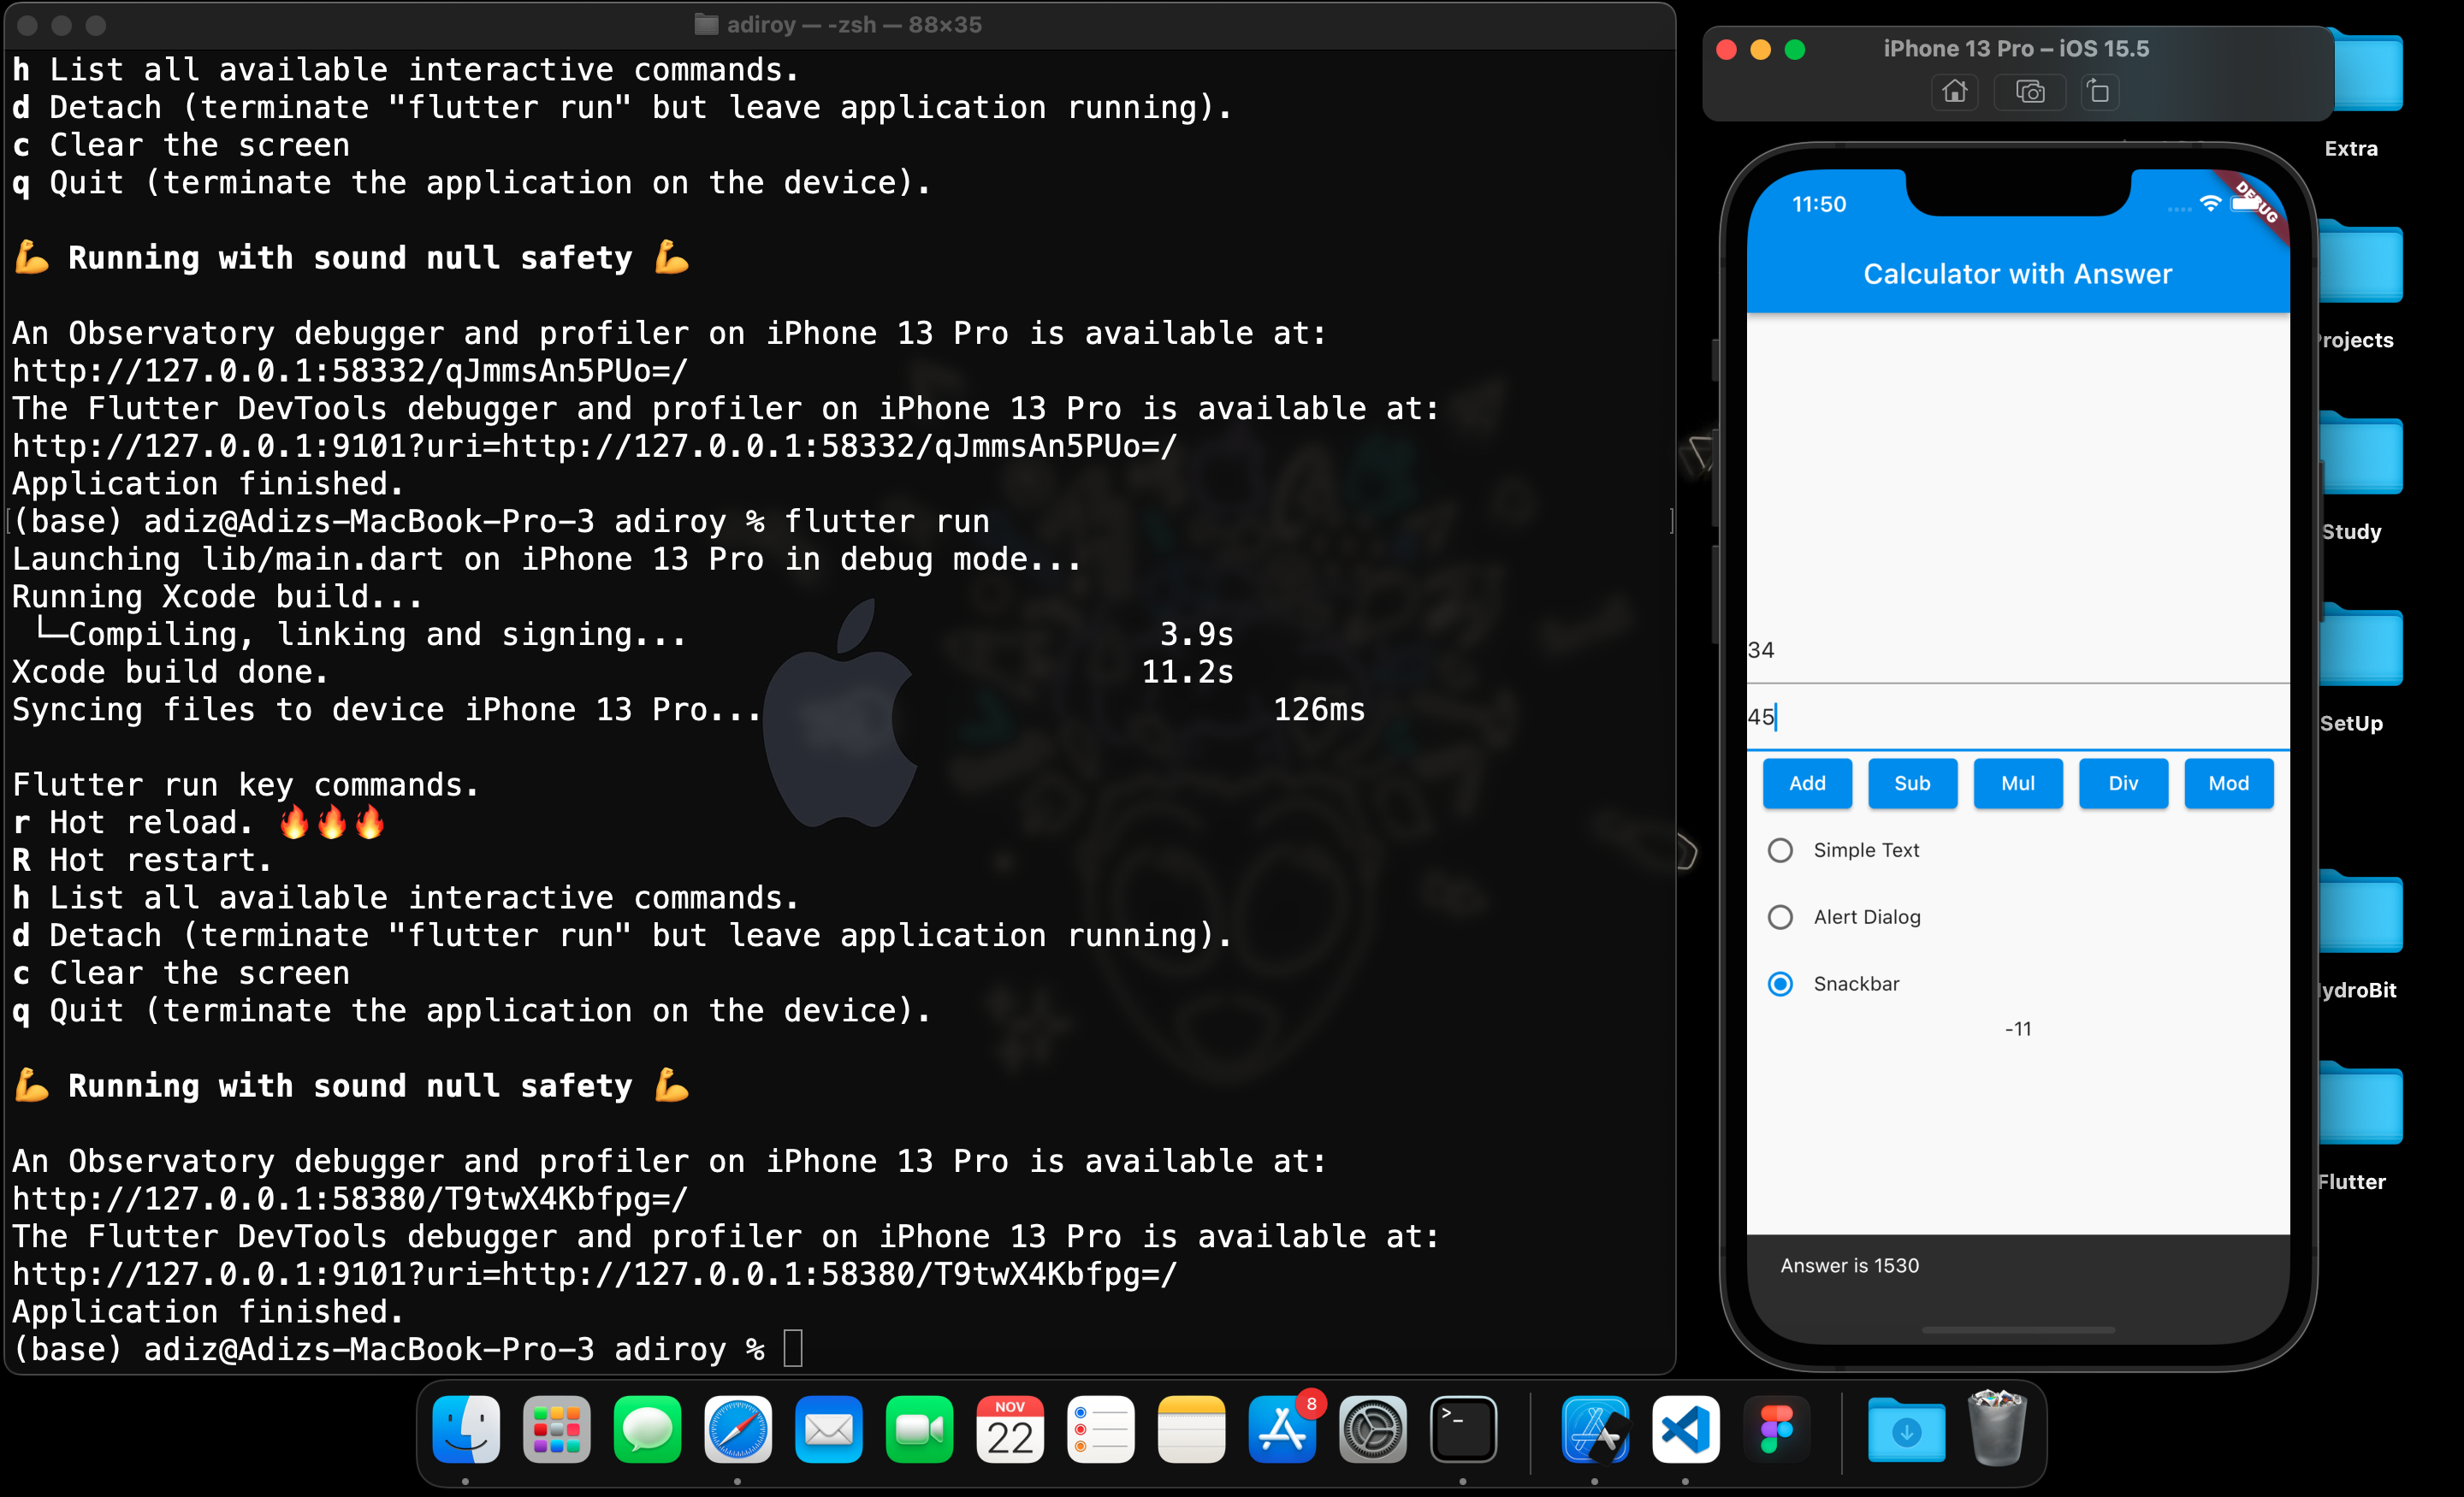 adiroy — -zsh — 88×35
h List all available interactive commands.
d Detach (terminate "flutter run" but leave application running).
c Clear the screen
q Quit (terminate the application on the device).
💪 Running with sound null safety 💪
An Observatory debugger and profiler on iPhone 13 Pro is available at:
http://127.0.0.1:58332/qJmmsAn5PUo=/
The Flutter DevTools debugger and profiler on iPhone 13 Pro is available at:
http://127.0.0.1:9101?uri=http://127.0.0.1:58332/qJmmsAn5PUo=/
Application finished.
[(base) adiz@Adizs-MacBook-Pro-3 adiroy % flutter run ]
Launching lib/main.dart on iPhone 13 Pro in debug mode...
Running Xcode build...
└─Compiling, linking and signing... 3.9s
Xcode build done. 11.2s
Syncing files to device iPhone 13 Pro... 126ms
Flutter run key commands.
r Hot reload. 🔥🔥🔥
R Hot restart.
h List all available interactive commands.
d Detach (terminate "flutter run" but leave application running).
c Clear the screen
q Quit (terminate the application on the device).
💪 Running with sound null safety 💪
An Observatory debugger and profiler on iPhone 13 Pro is available at:
http://127.0.0.1:58380/T9twX4Kbfpg=/
The Flutter DevTools debugger and profiler on iPhone 13 Pro is available at:
http://127.0.0.1:9101?uri=http://127.0.0.1:58380/T9twX4Kbfpg=/
Application finished.
(base) adiz@Adizs-MacBook-Pro-3 adiroy %
iPhone 13 Pro – iOS 15.5
11:50
DEBUG
Calculator with Answer
34
45
Add Sub Mul Div Mod
Simple Text
Alert Dialog
Snackbar
-11
Answer is 1530
Extra
rojects
Study
SetUp
ydroBit
Flutter
NOV
22
8
>_